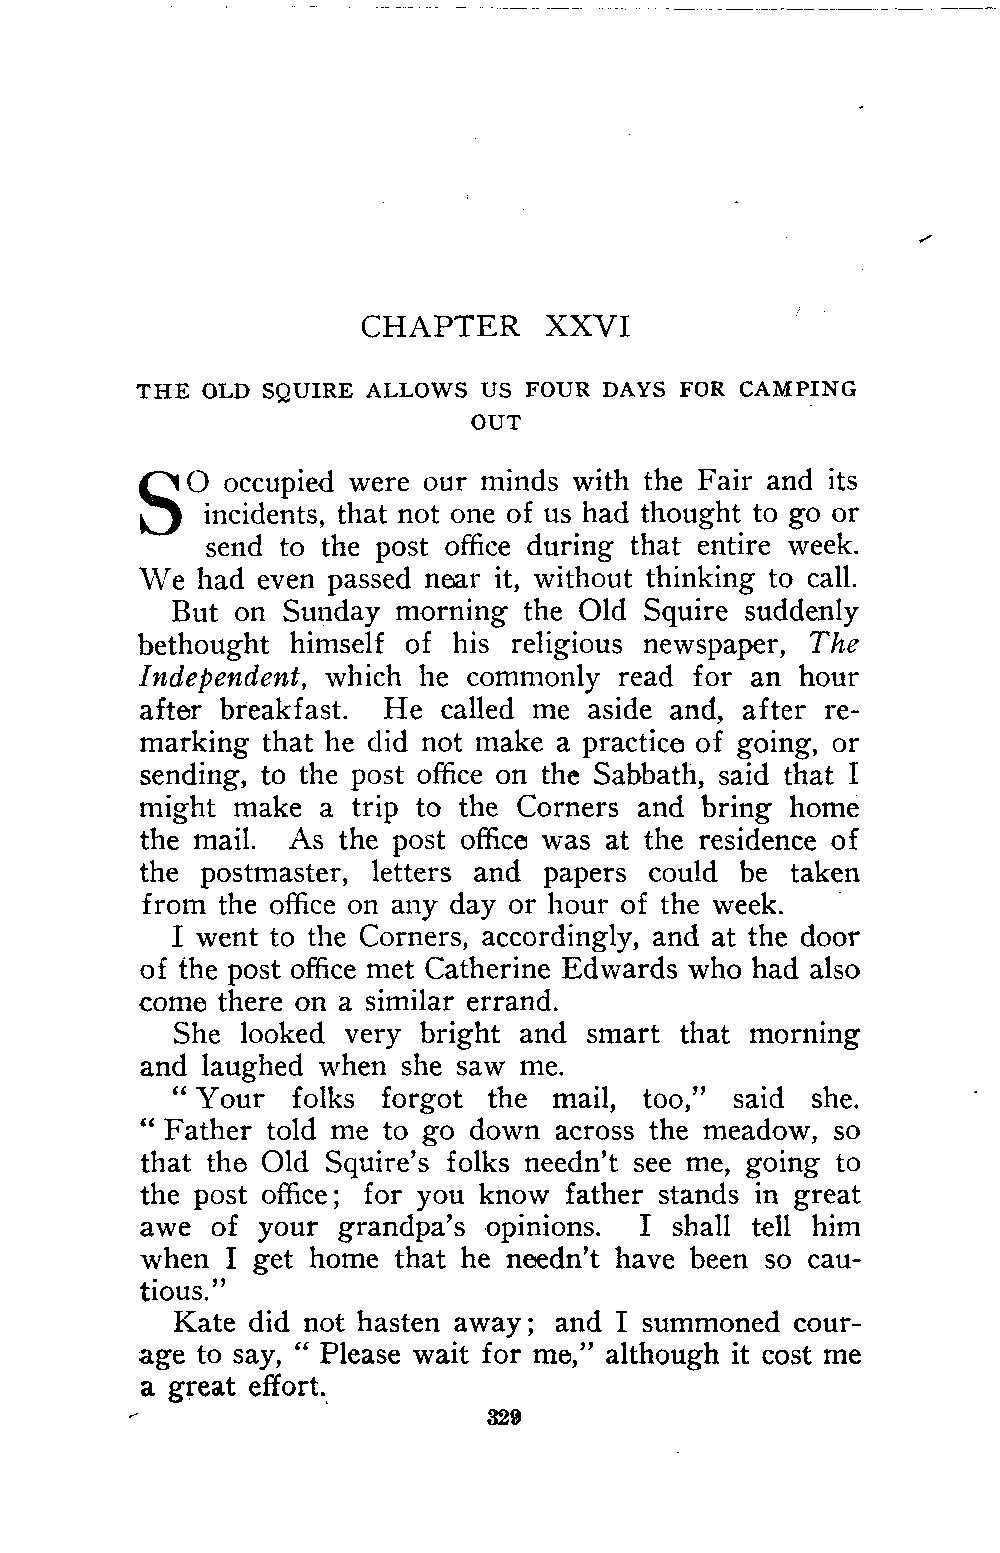 CHAPTER XXVI
THE OLD SQUIRE ALLOWS US FOUR DAYS FOR CAMPING
OUT
SO occupied were our minds with the Fair and its
incidents, that not one of us had thought to go or
send to the post office during that entire week.
We had even passed near it, without thinking to call.
But on Sunday morning the Old Squire suddenly
bethought himself of his religious newspaper, The
Independent, which he commonly read for an hour
after breakfast. He called me aside and, after re-
marking that he did not make a practice of going, or
sending, to the post office on the Sabbath, said that I
might make a trip to the Corners and bring home
the mail. As the post office was at the residence of
the postmaster, letters and papers could be taken
from the office on any day or hour of the week.
I went to the Corners, accordingly, and at the door
of the post office met Catherine Edwards who had also
come there on a similar errand.
She looked very bright and smart that morning
and laughed when she saw me.
“ Your folks forgot the mail, too,” said she.
“ Father told me to go down across the meadow, so
that the Old Squire’s folks needn’t see me, going to
the post office; for you know father stands in great
awe of your grandpa’s opinions. I shall tell him
when I get home that he needn’t have been so cau-
tious.”
Kate did not hasten away; and I summoned cour-
age to say, “ Please wait for me,” although it cost me
a great effort.
329